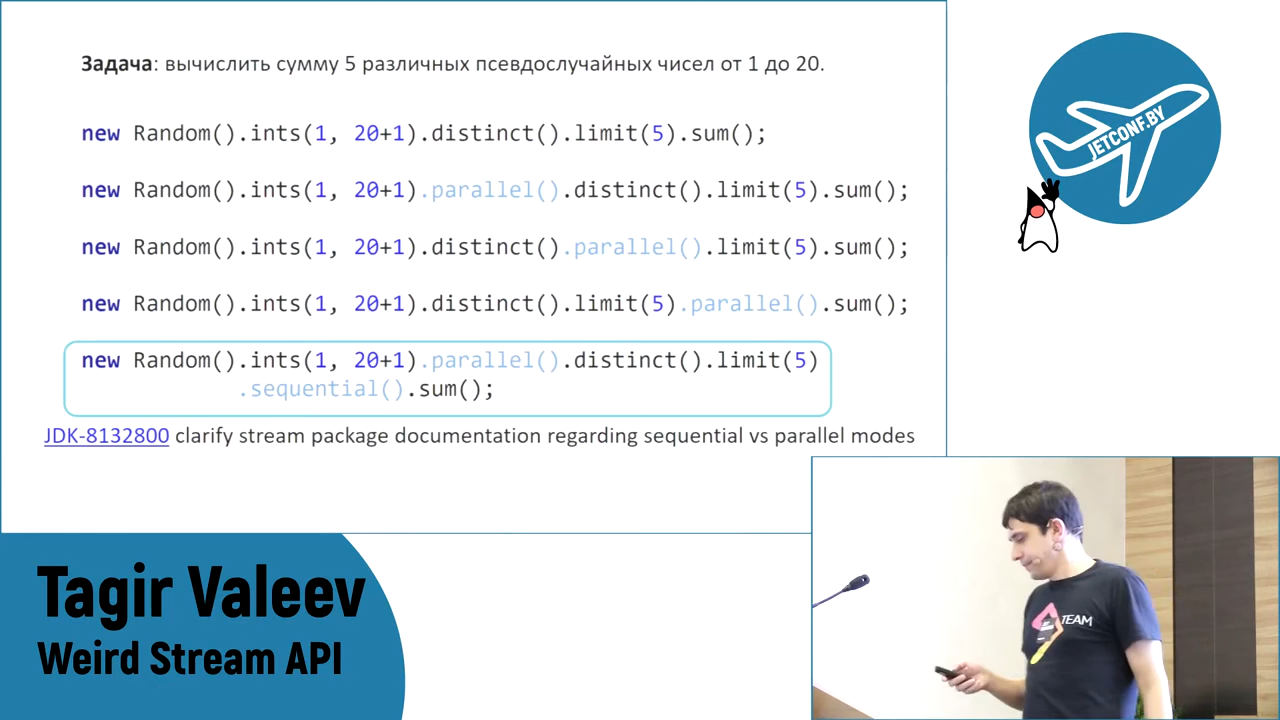 Задача: вычислить сумму 5 различных псевдослучайных чисел от 1 до 20.
new Random().ints(1, 20+1).distinct().limit(5).sum();
new Random().ints(1, 20+1).parallel().distinct().limit(5).sum();
new Random().ints(1, 20+1).distinct().parallel().limit(5).sum();
new Random().ints(1, 20+1).distinct().limit(5).parallel().sum();
new Random().ints(1, 20+1).parallel().distinct().limit(5)
.sequential().sum();
JDK-8132800 clarify stream package documentation regarding sequential vs parallel modes
JETCONF.BY
Tagir Valeev
Weird Stream API
TEAM